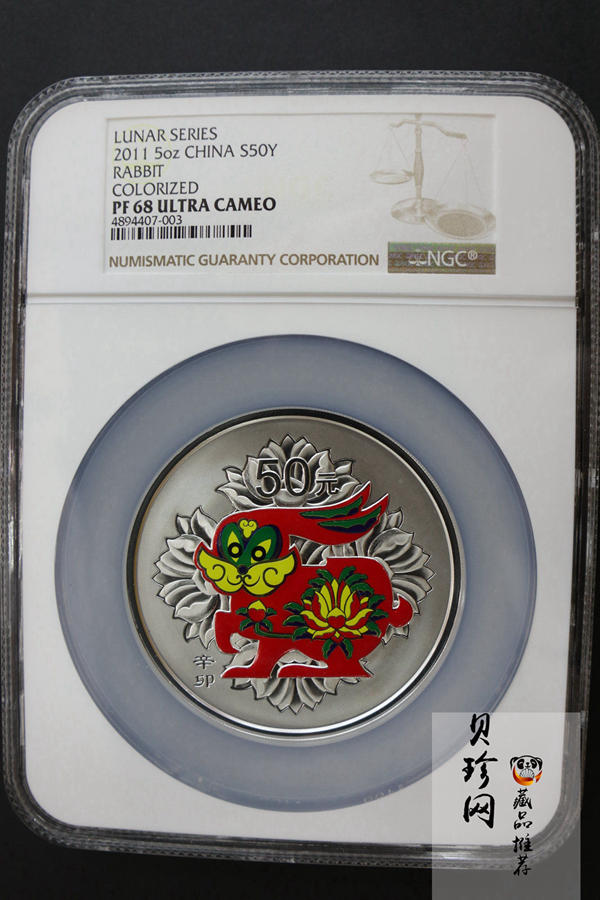 LUNAR SERIES
2011 5oz CHINA S50Y
RABBIT
COLORIZED
PF 68 ULTRA CAMEO
4894407-003
NUMISMATIC GUARANTY CORPORATION
NGC®
50元
辛
卯
贝珍网
藏品推荐